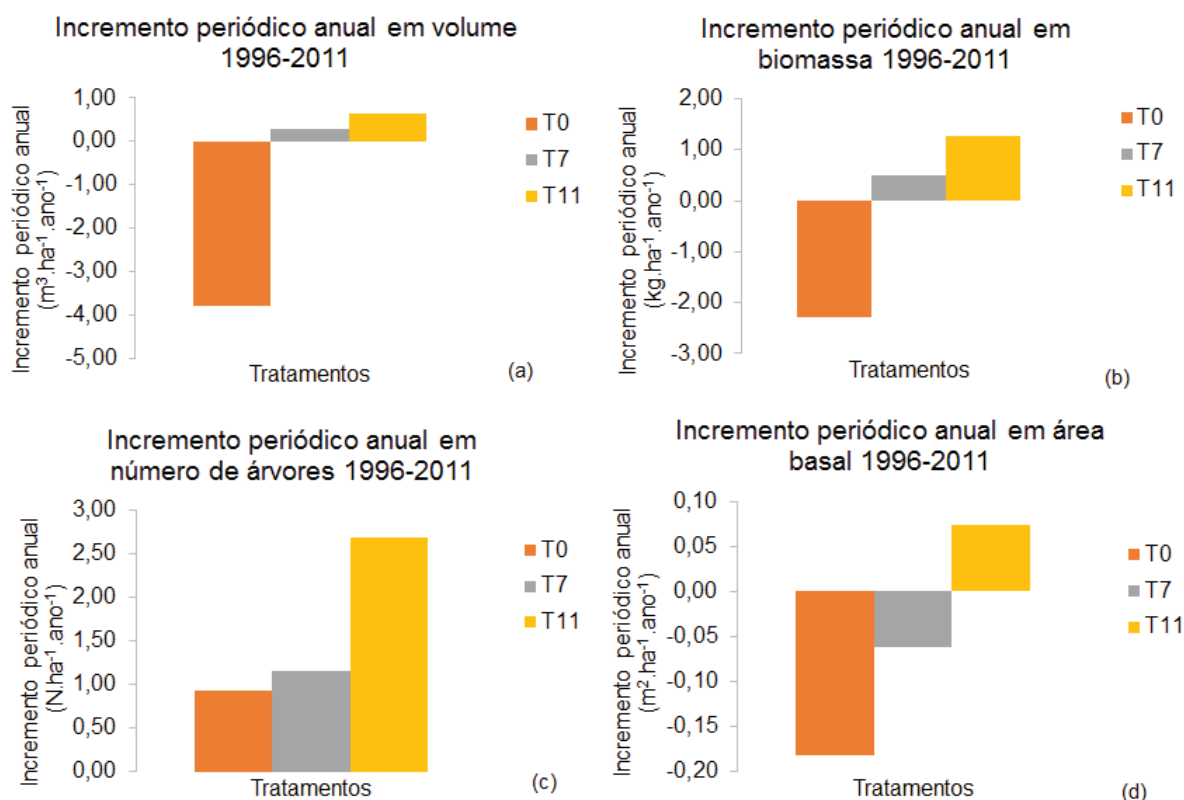 Incremento periódico anual em volume
1996-2011
Incremento periódico anual
(m³.ha⁻¹.ano⁻¹)
1,00
0,00
-1,00
-2,00
-3,00
-4,00
-5,00
Tratamentos
T0
T7
T11
(a)
Incremento periódico anual em
biomassa 1996-2011
Incremento periódico anual
(kg.ha⁻¹.ano⁻¹)
2,00
1,00
0,00
-1,00
-2,00
-3,00
Tratamentos
T0
T7
T11
(b)
Incremento periódico anual em
número de árvores 1996-2011
Incremento periódico anual
(N.ha⁻¹.ano⁻¹)
3,00
2,50
2,00
1,50
1,00
0,50
0,00
Tratamentos
T0
T7
T11
(c)
Incremento periódico anual em área
basal 1996-2011
Incremento periódico anual
(m².ha⁻¹.ano⁻¹)
0,10
0,05
0,00
-0,05
-0,10
-0,15
-0,20
Tratamentos
T0
T7
T11
(d)